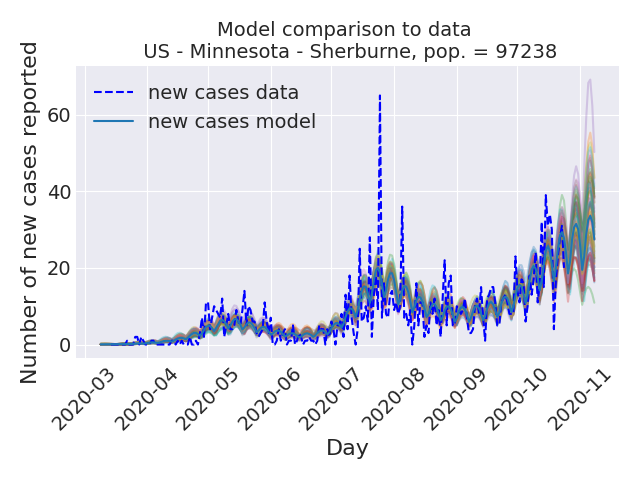 Model comparison to data
US - Minnesota - Sherburne, pop. = 97238
Number of new cases reported
60
40
20
0
new cases data
new cases model
2020-03
2020-04
2020-05
2020-06
2020-07
2020-08
2020-09
2020-10
2020-11
Day